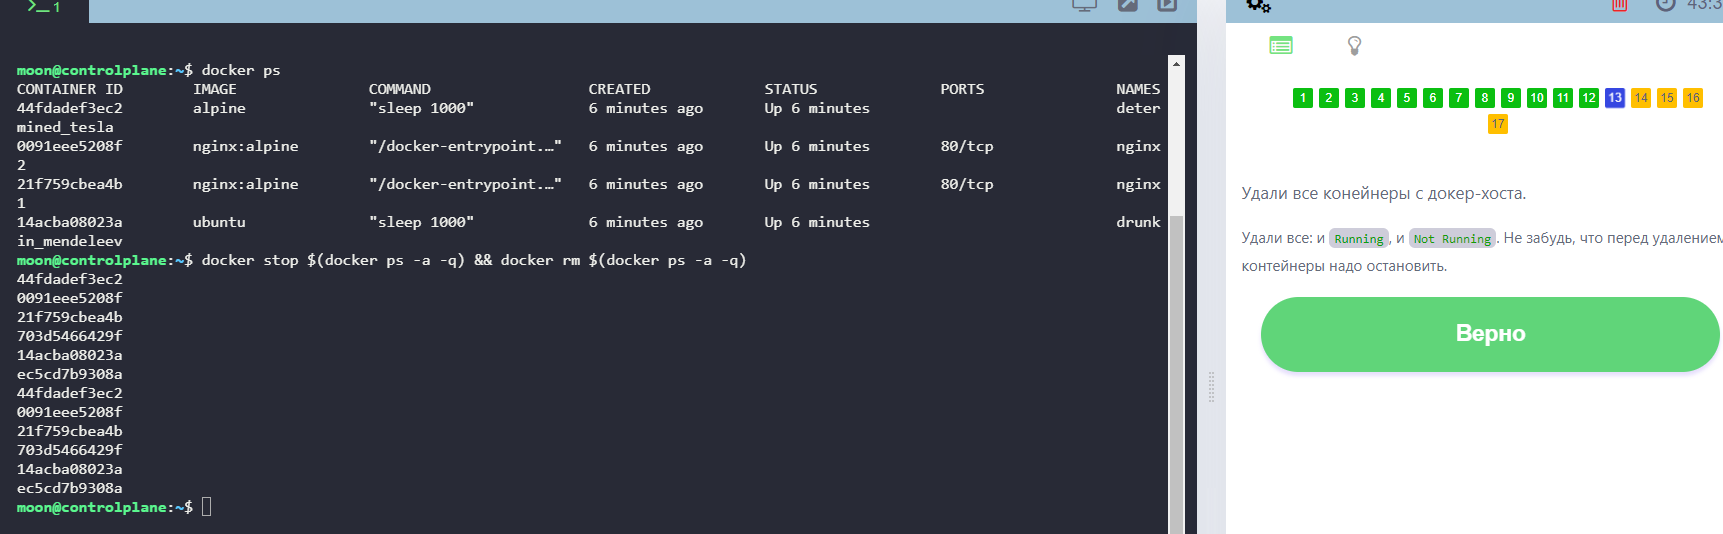 >_ 1
43:3
moon@controlplane:~$ docker ps
CONTAINER ID IMAGE COMMAND CREATED STATUS PORTS NAMES
44fdadef3ec2 alpine "sleep 1000" 6 minutes ago Up 6 minutes deter
mined_tesla
0091eee5208f nginx:alpine "/docker-entrypoint.…" 6 minutes ago Up 6 minutes 80/tcp nginx
2
21f759cbea4b nginx:alpine "/docker-entrypoint.…" 6 minutes ago Up 6 minutes 80/tcp nginx
1
14acba08023a ubuntu "sleep 1000" 6 minutes ago Up 6 minutes drunk
in_mendeleev
moon@controlplane:~$ docker stop $(docker ps -a -q) && docker rm $(docker ps -a -q)
44fdadef3ec2
0091eee5208f
21f759cbea4b
703d5466429f
14acba08023a
ec5cd7b9308a
44fdadef3ec2
0091eee5208f
21f759cbea4b
703d5466429f
14acba08023a
ec5cd7b9308a
moon@controlplane:~$
1 2 3 4 5 6 7 8 9 10 11 12 13 14 15 16
17
Удали все конейнеры с докер-хоста.
Удали все: и Running, и Not Running. Не забудь, что перед удалением
контейнеры надо остановить.
Верно